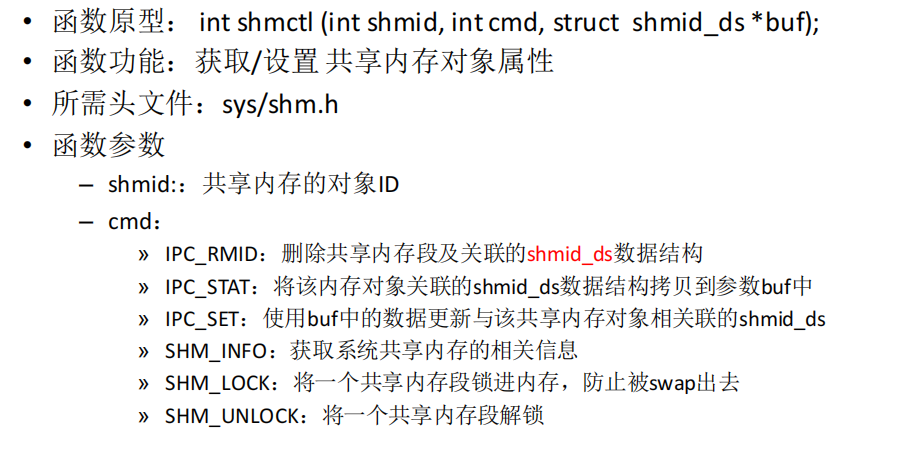 • 函数原型： int shmctl (int shmid, int cmd, struct shmid_ds *buf);
• 函数功能：获取/设置 共享内存对象属性
• 所需头文件：sys/shm.h
• 函数参数
– shmid:：共享内存的对象ID
– cmd：
» IPC_RMID：删除共享内存段及关联的shmid_ds数据结构
» IPC_STAT：将该内存对象关联的shmid_ds数据结构拷贝到参数buf中
» IPC_SET：使用buf中的数据更新与该共享内存对象相关联的shmid_ds
» SHM_INFO：获取系统共享内存的相关信息
» SHM_LOCK：将一个共享内存段锁进内存，防止被swap出去
» SHM_UNLOCK：将一个共享内存段解锁